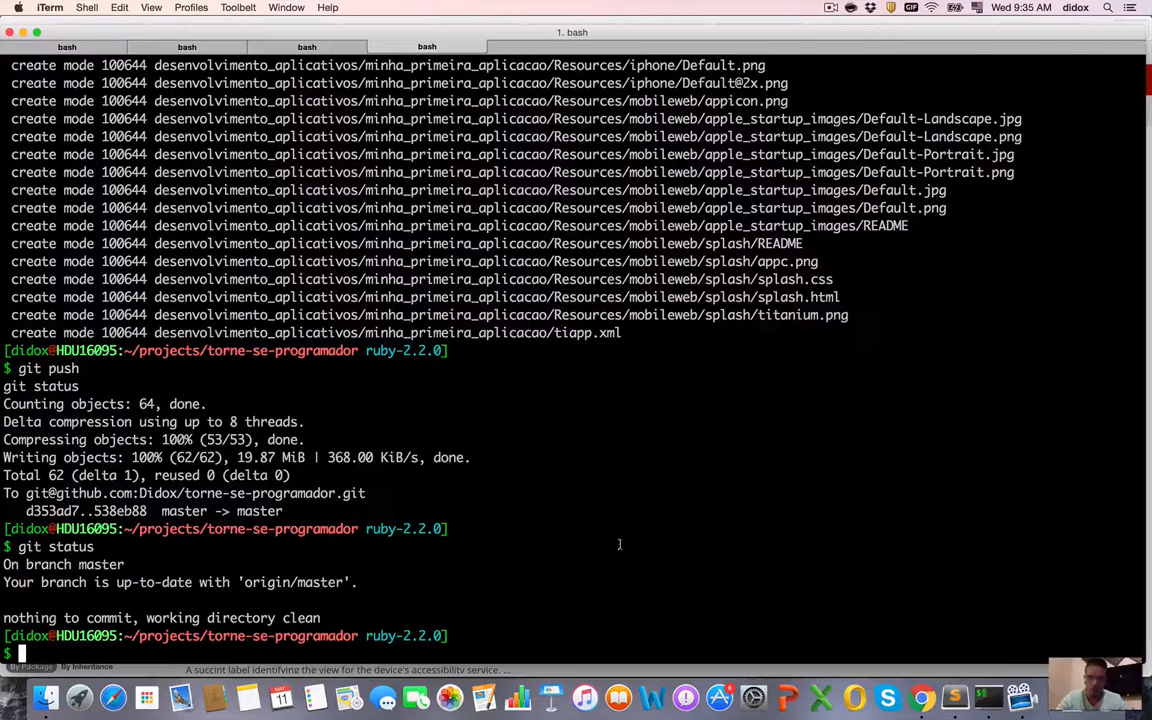 iTerm Shell Edit View Profiles Toolbelt Window Help Wed 9:35 AM didox
1. bash
bash bash bash bash
create mode 100644 desenvolvimento_aplicativos/minha_primeira_aplicacao/Resources/iphone/Default.png
create mode 100644 desenvolvimento_aplicativos/minha_primeira_aplicacao/Resources/iphone/Default@2x.png
create mode 100644 desenvolvimento_aplicativos/minha_primeira_aplicacao/Resources/mobileweb/appicon.png
create mode 100644 desenvolvimento_aplicativos/minha_primeira_aplicacao/Resources/mobileweb/apple_startup_images/Default-Landscape.jpg
create mode 100644 desenvolvimento_aplicativos/minha_primeira_aplicacao/Resources/mobileweb/apple_startup_images/Default-Landscape.png
create mode 100644 desenvolvimento_aplicativos/minha_primeira_aplicacao/Resources/mobileweb/apple_startup_images/Default-Portrait.jpg
create mode 100644 desenvolvimento_aplicativos/minha_primeira_aplicacao/Resources/mobileweb/apple_startup_images/Default-Portrait.png
create mode 100644 desenvolvimento_aplicativos/minha_primeira_aplicacao/Resources/mobileweb/apple_startup_images/Default.jpg
create mode 100644 desenvolvimento_aplicativos/minha_primeira_aplicacao/Resources/mobileweb/apple_startup_images/Default.png
create mode 100644 desenvolvimento_aplicativos/minha_primeira_aplicacao/Resources/mobileweb/apple_startup_images/README
create mode 100644 desenvolvimento_aplicativos/minha_primeira_aplicacao/Resources/mobileweb/splash/README
create mode 100644 desenvolvimento_aplicativos/minha_primeira_aplicacao/Resources/mobileweb/splash/appc.png
create mode 100644 desenvolvimento_aplicativos/minha_primeira_aplicacao/Resources/mobileweb/splash/splash.css
create mode 100644 desenvolvimento_aplicativos/minha_primeira_aplicacao/Resources/mobileweb/splash/splash.html
create mode 100644 desenvolvimento_aplicativos/minha_primeira_aplicacao/Resources/mobileweb/splash/titanium.png
create mode 100644 desenvolvimento_aplicativos/minha_primeira_aplicacao/tiapp.xml
[didox@HDU16095:~/projects/torne-se-programador ruby-2.2.0]
$ git push
git status
Counting objects: 64, done.
Delta compression using up to 8 threads.
Compressing objects: 100% (53/53), done.
Writing objects: 100% (62/62), 19.87 MiB | 368.00 KiB/s, done.
Total 62 (delta 1), reused 0 (delta 0)
To git@github.com:Didox/torne-se-programador.git
d353ad7..538eb88 master -> master
[didox@HDU16095:~/projects/torne-se-programador ruby-2.2.0]
$ git status
On branch master
Your branch is up-to-date with 'origin/master'.
nothing to commit, working directory clean
[didox@HDU16095:~/projects/torne-se-programador ruby-2.2.0]
$
By Package By Inheritance A succint label identifying the view for the device's accessibility service.